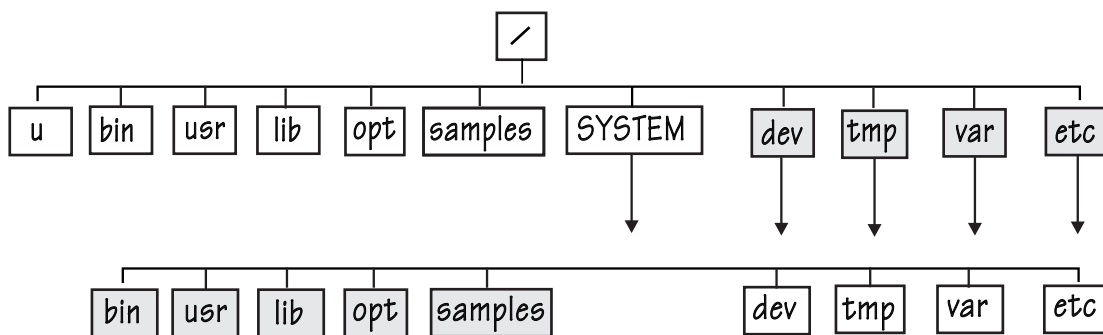 /
u bin usr lib opt samples SYSTEM dev tmp var etc
bin usr lib opt samples dev tmp var etc